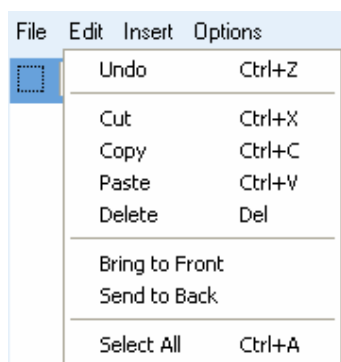 File Edit Insert Options
Undo Ctrl+Z
Cut Ctrl+X
Copy Ctrl+C
Paste Ctrl+V
Delete Del
Bring to Front
Send to Back
Select All Ctrl+A